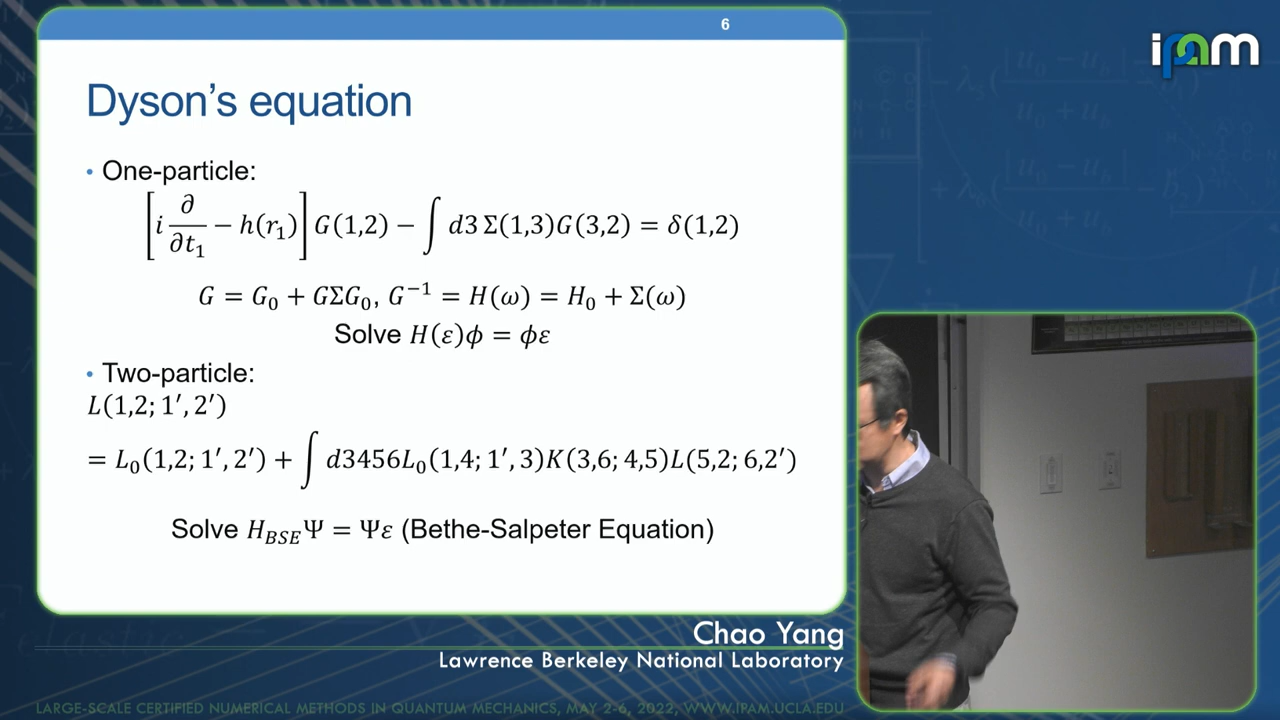 6
ipam
Dyson's equation
• One-particle:
[i ∂/∂t₁ − h(r₁)] G(1,2) − ∫ d3 Σ(1,3)G(3,2) = δ(1,2)
G = G₀ + GΣG₀, G⁻¹ = H(ω) = H₀ + Σ(ω)
Solve H(ε)ϕ = ϕε
• Two-particle:
L(1,2; 1′, 2′)
= L₀(1,2; 1′, 2′) + ∫ d3456L₀(1,4; 1′, 3)K(3,6; 4,5)L(5,2; 6,2′)
Solve H_BSE Ψ = Ψε (Bethe-Salpeter Equation)
Chao Yang
Lawrence Berkeley National Laboratory
LARGE-SCALE CERTIFIED NUMERICAL METHODS IN QUANTUM MECHANICS, MAY 2-6, 2022, WWW.IPAM.UCLA.EDU